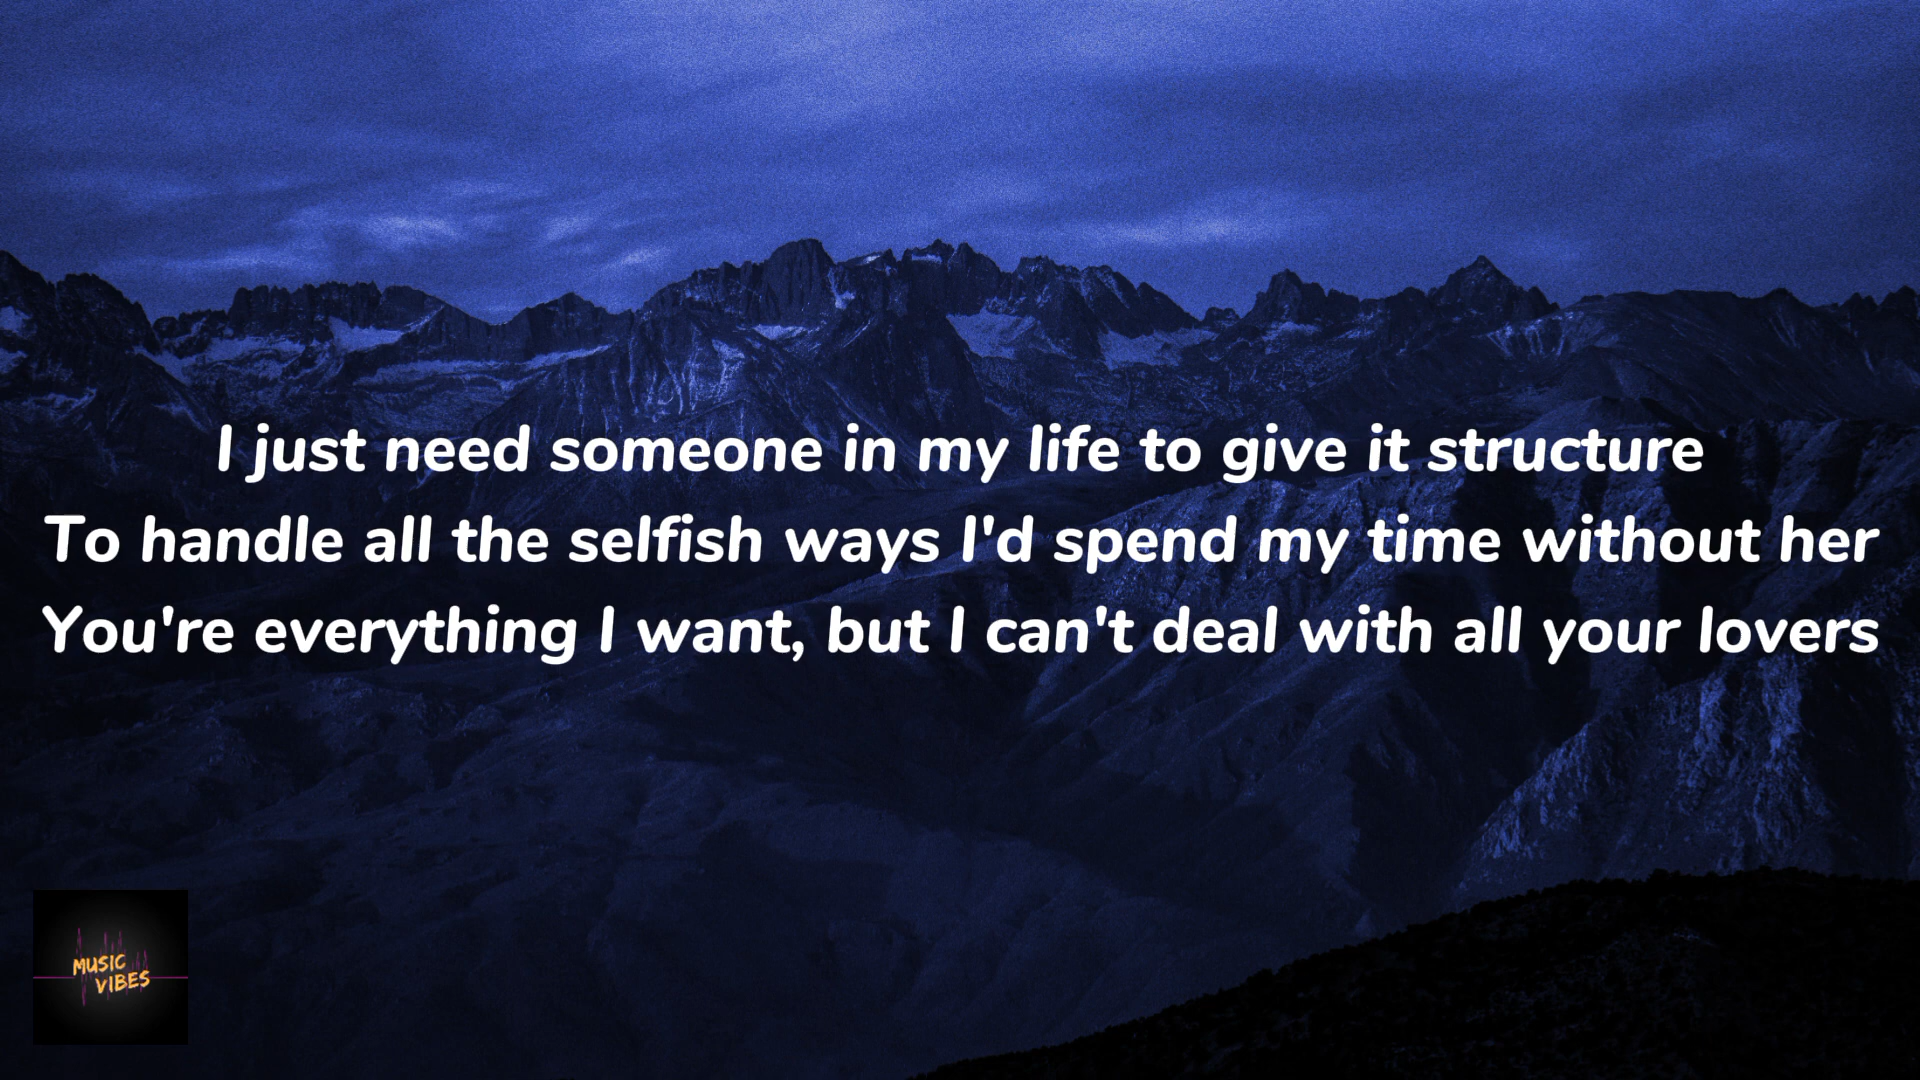 I just need someone in my life to give it structure
To handle all the selfish ways I'd spend my time without her
You're everything I want, but I can't deal with all your lovers
MUSIC
VIBES